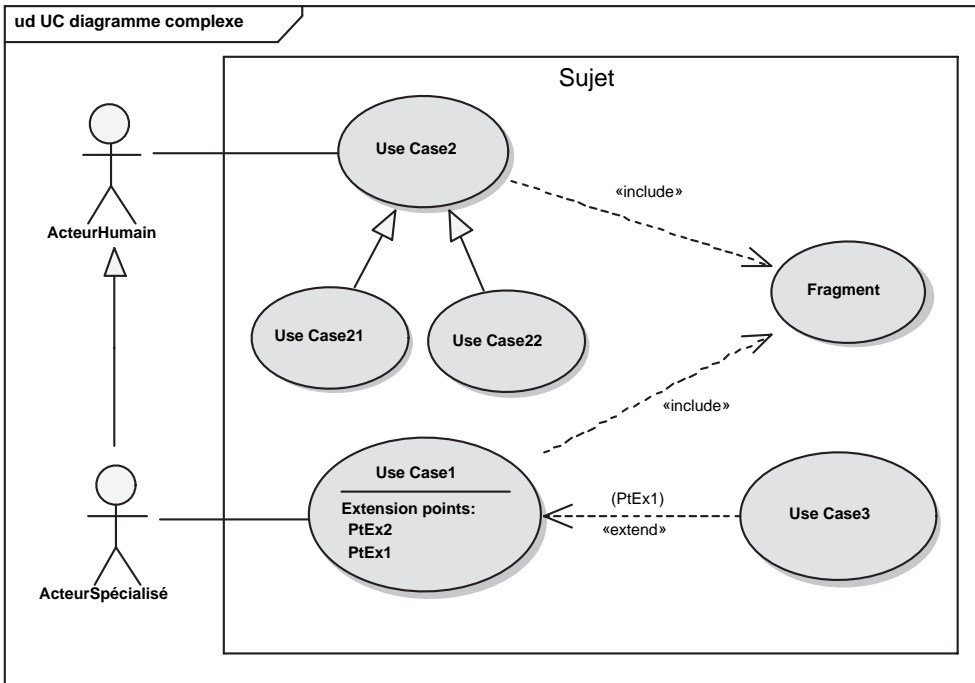 ud UC diagramme complexe
Sujet
Use Case2
«include»
ActeurHumain
Fragment
Use Case21
Use Case22
«include»
Use Case1
Extension points:
PtEx2
PtEx1
(PtEx1)
«extend»
Use Case3
ActeurSpécialisé